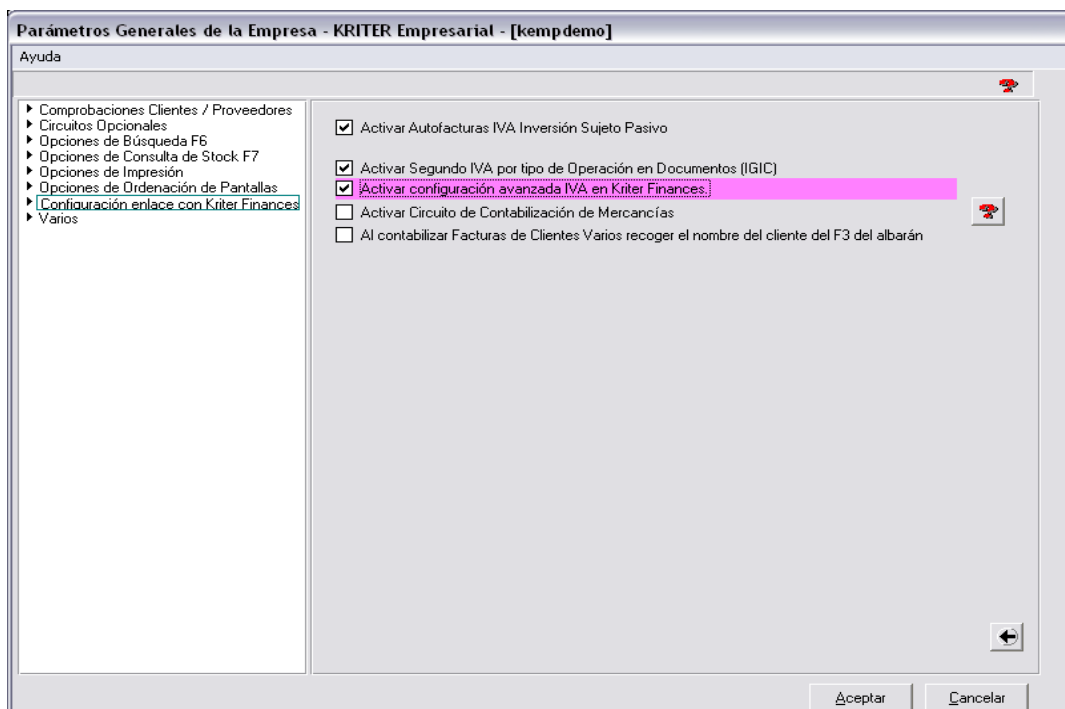 Parámetros Generales de la Empresa - KRITER Empresarial - [kempdemo]
Ayuda
Comprobaciones Clientes / Proveedores
Circuitos Opcionales
Opciones de Búsqueda F6
Opciones de Consulta de Stock F7
Opciones de Impresión
Opciones de Ordenación de Pantallas
Configuración enlace con Kriter Finances
Varios
Activar Autofacturas IVA Inversión Sujeto Pasivo
Activar Segundo IVA por tipo de Operación en Documentos (IGIC)
Activar configuración avanzada IVA en Kriter Finances.
Activar Circuito de Contabilización de Mercancías
Al contabilizar Facturas de Clientes Varios recoger el nombre del cliente del F3 del albarán
Aceptar
Cancelar